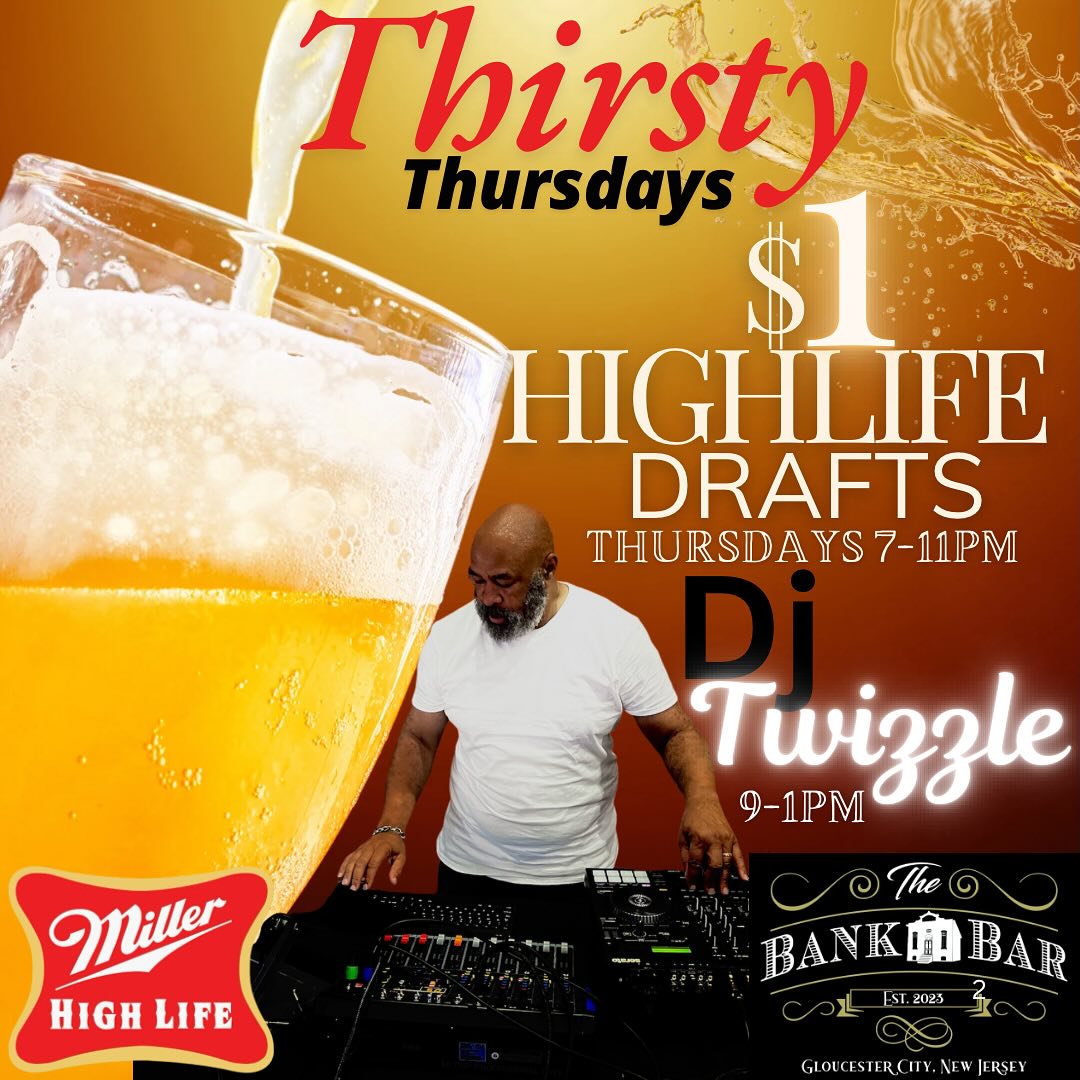 Thirsty
Thursdays
$1
HIGHLIFE
DRAFTS
THURSDAYS 7-11PM
Dj
Twizzle
9-1PM
Miller
HIGH LIFE
serato
The
BANK BAR
EST. 2023
2
GLOUCESTER CITY, NEW JERSEY